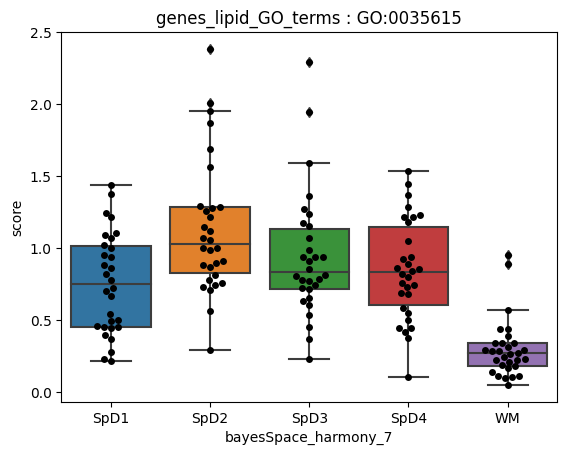 genes_lipid_GO_terms : GO:0035615
2.5
2.0
1.5
1.0
0.5
0.0
score
SpD1 SpD2 SpD3 SpD4 WM
bayesSpace_harmony_7